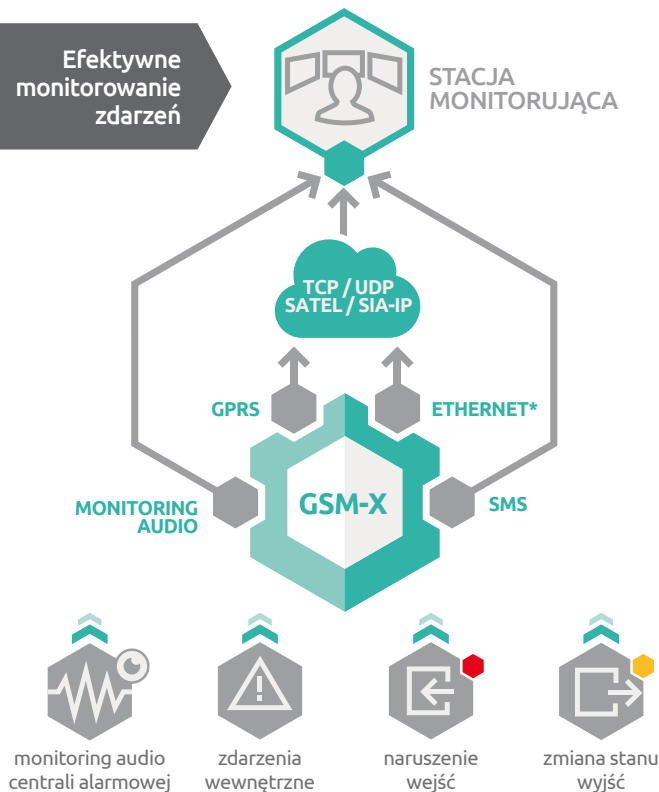 Efektywne
monitorowanie
zdarzeń
STACJA
MONITORUJĄCA
TCP / UDP
SATEL / SIA-IP
GPRS
ETHERNET*
MONITORING
AUDIO
GSM-X
SMS
monitoring audio
centrali alarmowej
zdarzenia
wewnętrzne
naruszenie
wejść
zmiana stanu
wyjść